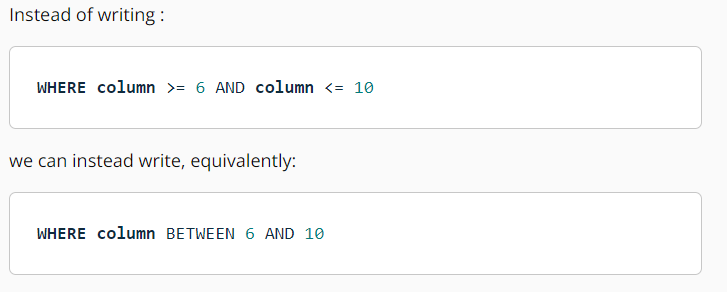 Instead of writing :
WHERE column >= 6 AND column <= 10
we can instead write, equivalently:
WHERE column BETWEEN 6 AND 10